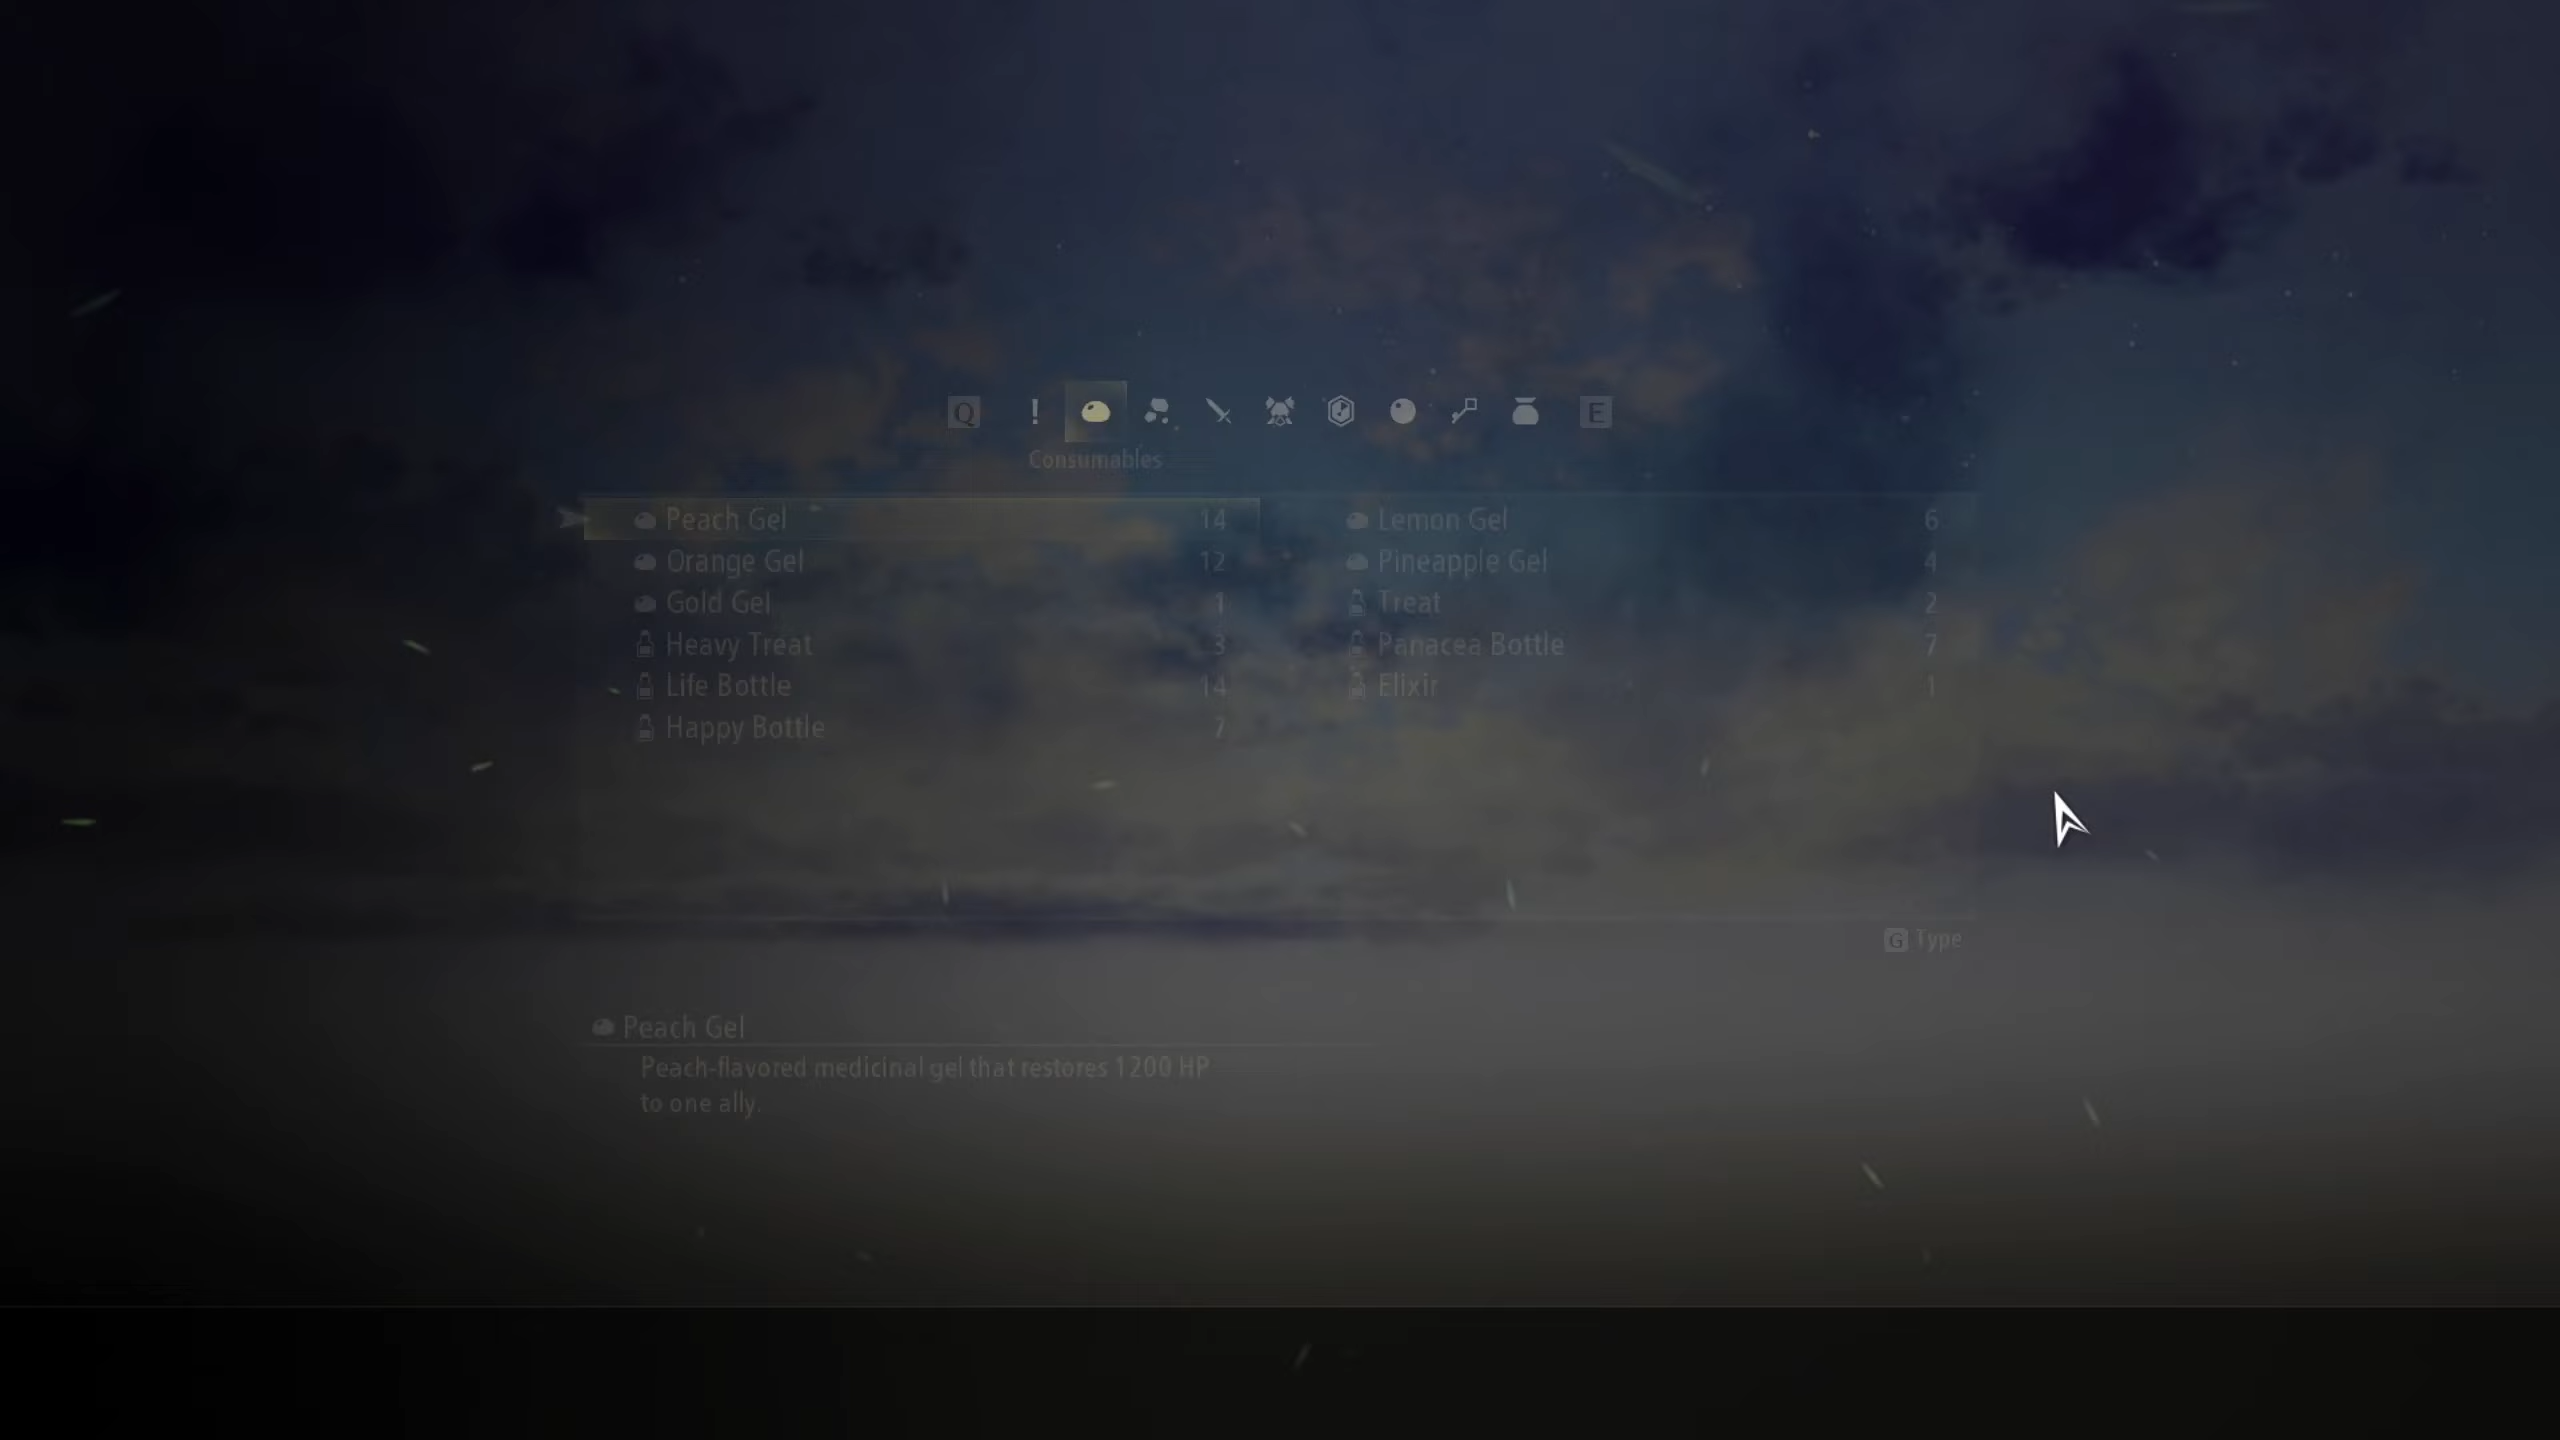 Q ! E
Consumables
Peach Gel 14 Lemon Gel 6
Orange Gel 12 Pineapple Gel 4
Gold Gel 1 Treat 2
Heavy Treat 3 Panacea Bottle 7
Life Bottle 14 Elixir 1
Happy Bottle 7
G Type
Peach Gel
Peach-flavored medicinal gel that restores 1200 HP
to one ally.